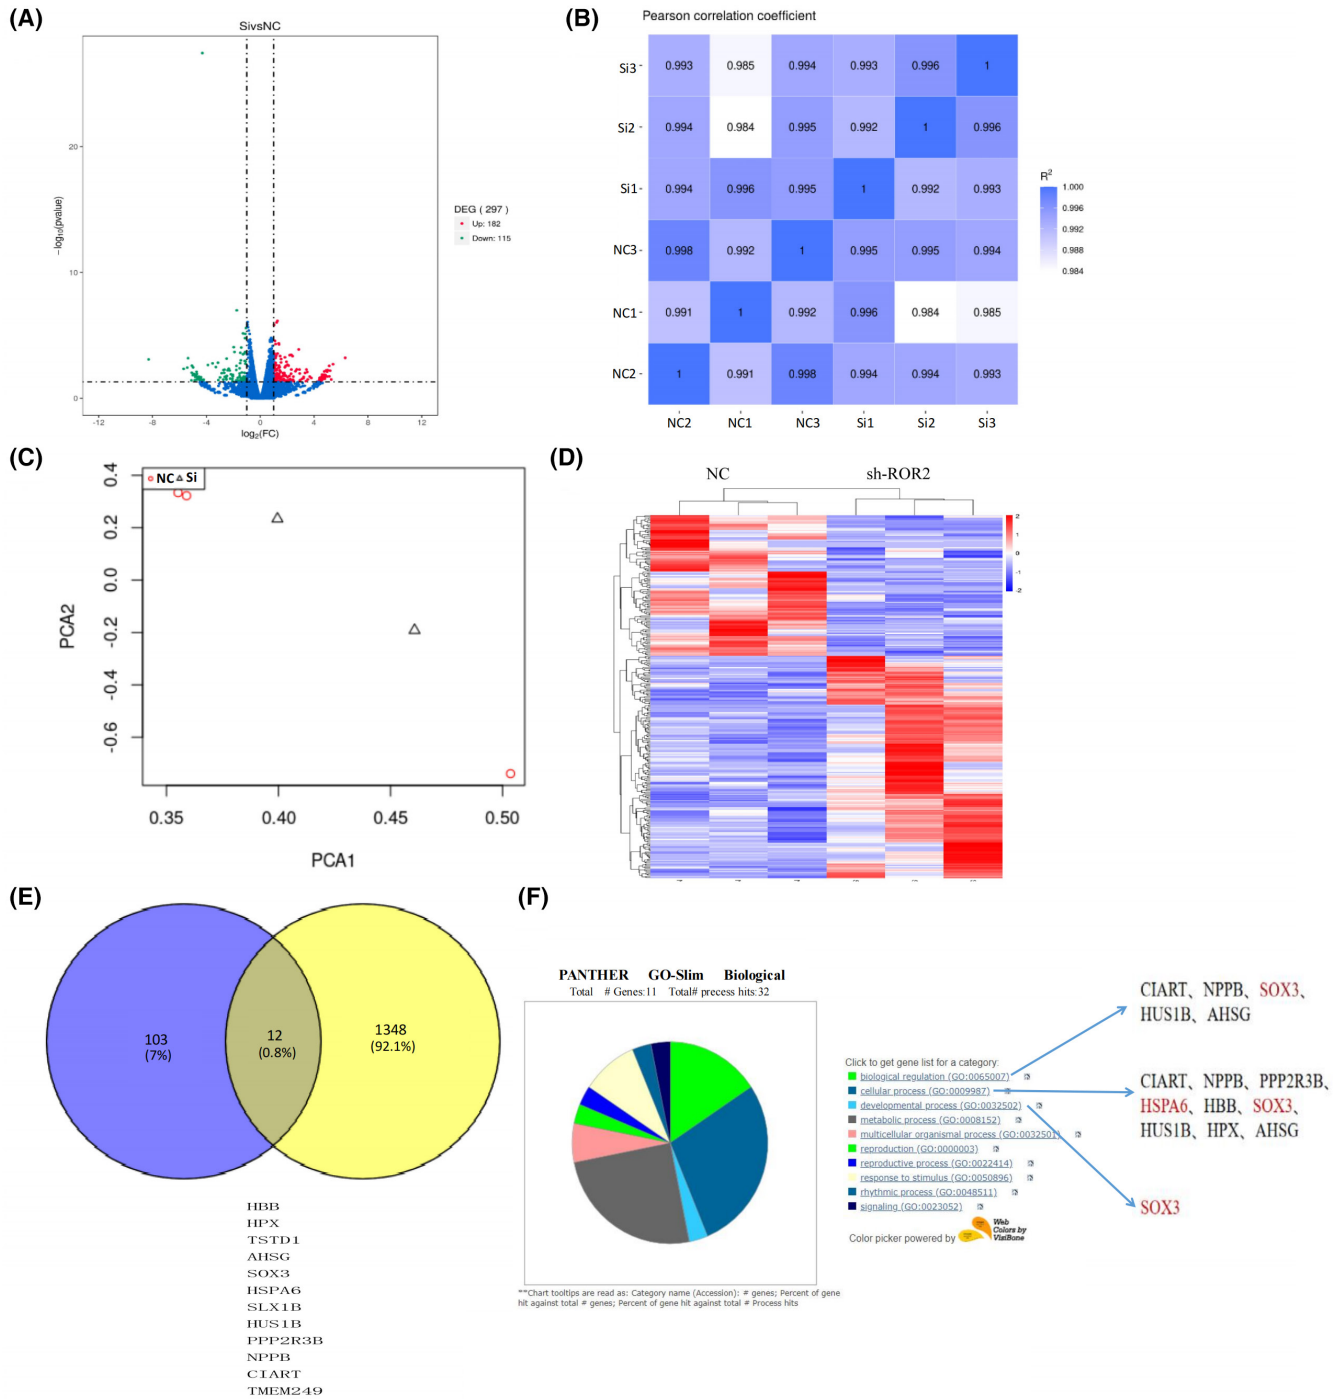 (A)
SivsNC
20
10
0
−log10(pvalue)
-12
-8
-4
0
4
8
12
log2(FC)
DEG ( 297 )
Up: 182
Down: 115
(B)
Pearson correlation coefficient
Si3 0.993 0.985 0.994 0.993 0.996 1
Si2 0.994 0.984 0.995 0.992 1 0.996
Si1 0.994 0.996 0.995 1 0.992 0.993
NC3 0.998 0.992 1 0.995 0.995 0.994
NC1 0.991 1 0.992 0.996 0.984 0.985
NC2 1 0.991 0.998 0.994 0.994 0.993
NC2 NC1 NC3 Si1 Si2 Si3
R2
1.000
0.996
0.992
0.988
0.984
(C)
NC Si
0.4
0.2
0.0
-0.2
-0.4
-0.6
PCA2
0.35 0.40 0.45 0.50
PCA1
(D)
NC sh-ROR2
2
1
0
-1
-2
(E)
103
(7%)
12
(0.8%)
1348
(92.1%)
HBB
HPX
TSTD1
AHSG
SOX3
HSPA6
SLX1B
HUS1B
PPP2R3B
NPPB
CIART
TMEM249
(F)
PANTHER GO-Slim Biological
Total # Genes:11 Total# precess hits:32
**Chart tooltips are read as: Category name (Accession): # genes; Percent of gene
hit against total # genes; Percent of gene hit against total # Process hits
Click to get gene list for a category:
biological regulation (GO:0065007)
cellular process (GO:0009987)
developmental process (GO:0032502)
metabolic process (GO:0008152)
multicellular organismal process (GO:0032501)
reproduction (GO:0000003)
reproductive process (GO:0022414)
response to stimulus (GO:0050896)
rhythmic process (GO:0048511)
signaling (GO:0023052)
Color picker powered by
Web
Colors by
VisiBone
CIART、NPPB、SOX3、
HUS1B、AHSG
CIART、NPPB、PPP2R3B、
HSPA6、HBB、SOX3、
HUS1B、HPX、AHSG
SOX3